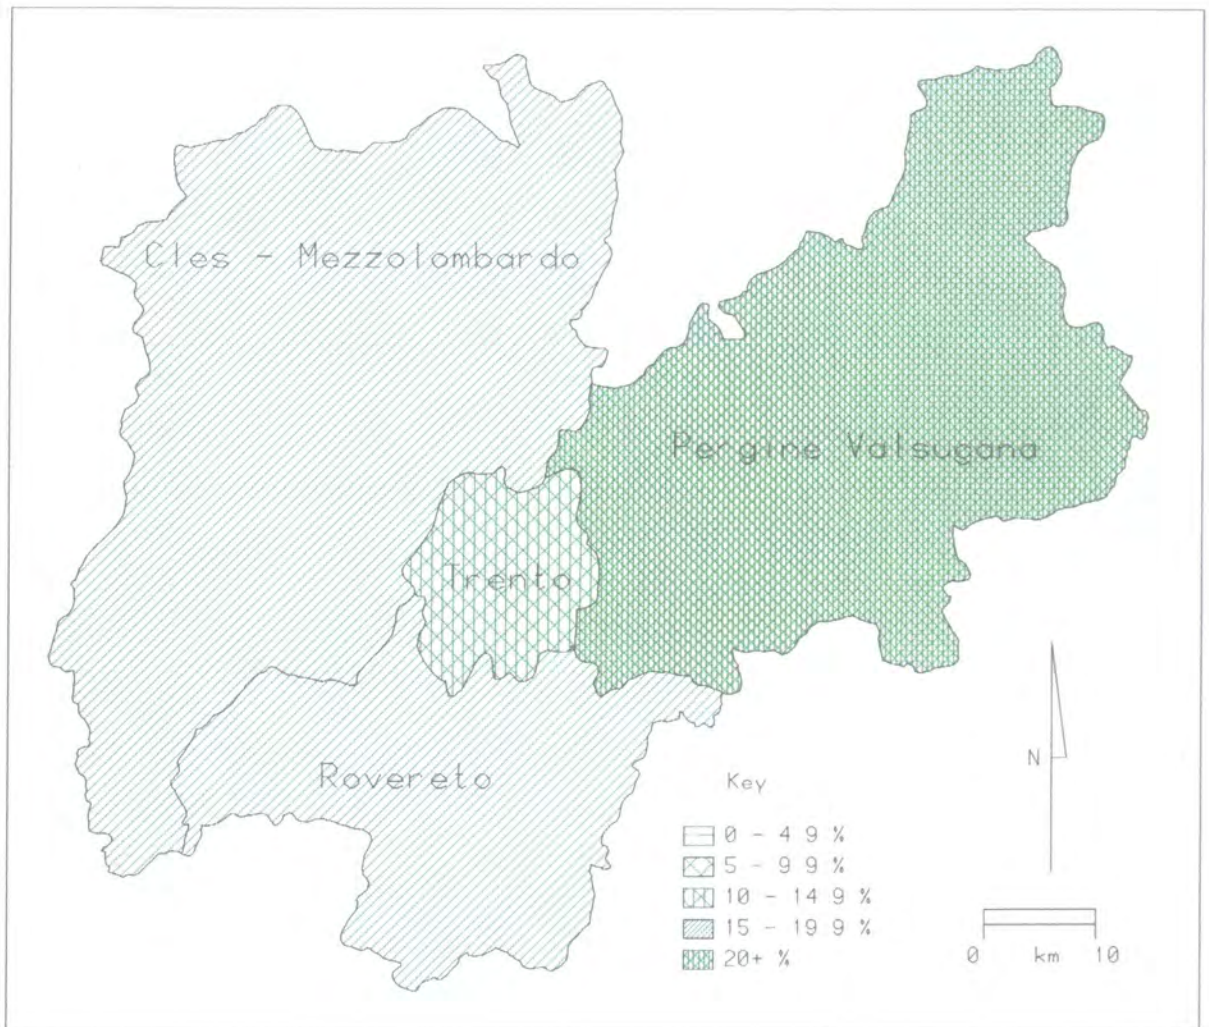 Cles - Mezzolombardo
Pergine Valsugana
Trento
Rovereto
N
Key
0 - 4 9 %
5 - 9 9 %
10 - 14 9 %
15 - 19 9 %
20+ %
0 km 10